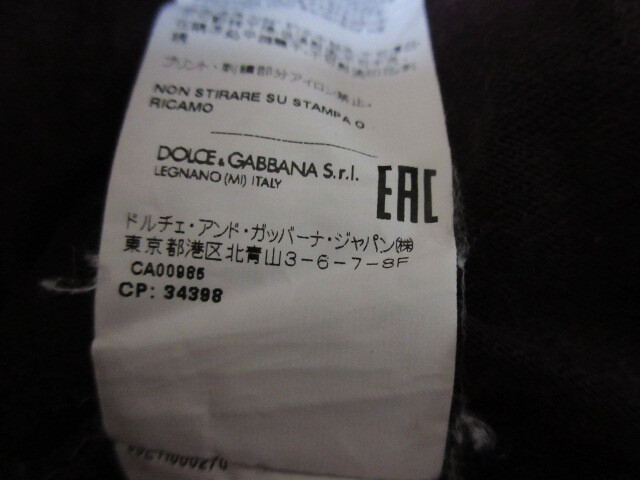 プリント・刺繍部分アイロン禁止・
NON STIRARE SU STAMPA O
RICAMO
DOLCE & GABBANA S.r.l.
LEGNANO (MI) ITALY
EAC
ドルチェ・アンド・ガッバーナ・ジャパン㈱
東京都港区北青山3-6-7-8F
CA00985
CP: 34398